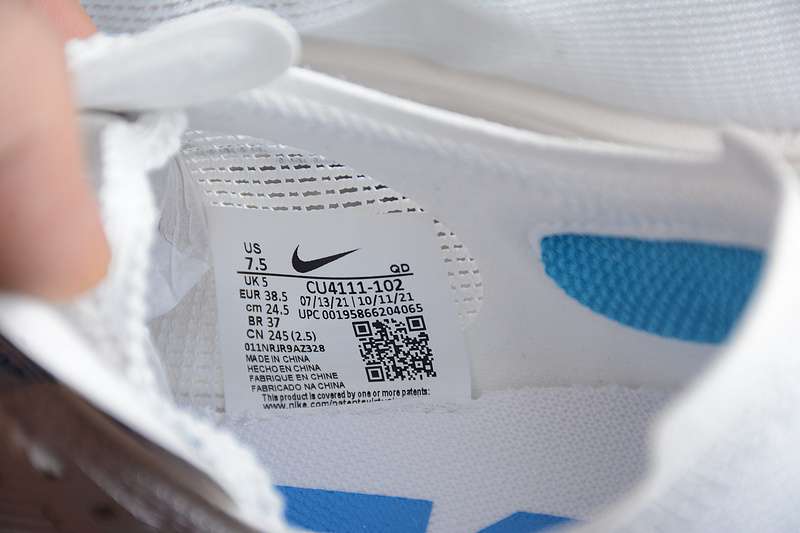 US
7.5
QD
UK 5
CU4111-102
EUR 38.5
07/13/21 | 10/11/21
cm 24.5
UPC 00195866204065
BR 37
CN 245 (2.5)
011NRJR9AZ328
MADE IN CHINA
HECHO EN CHINA
FABRIQUE EN CHINE
FABRICADO NA CHINA
This product is covered by one or more patents: